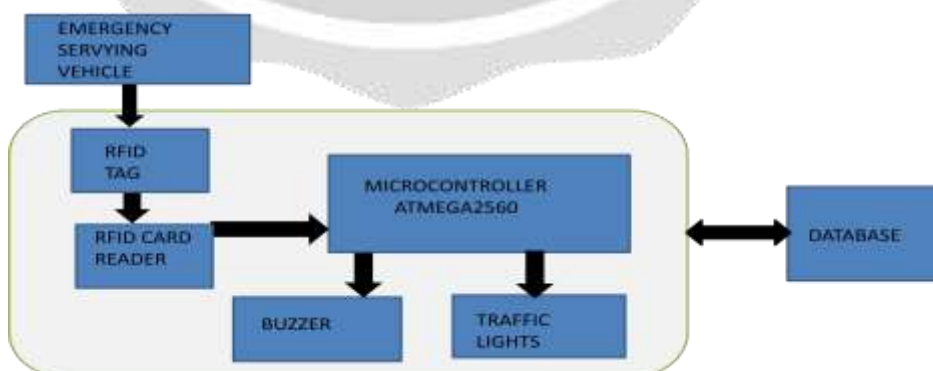 EMERGENCY
SERVYING
VEHICLE
RFID
TAG
RFID CARD
READER
MICROCONTROLLER
ATMEGA2560
DATABASE
BUZZER
TRAFFIC
LIGHTS